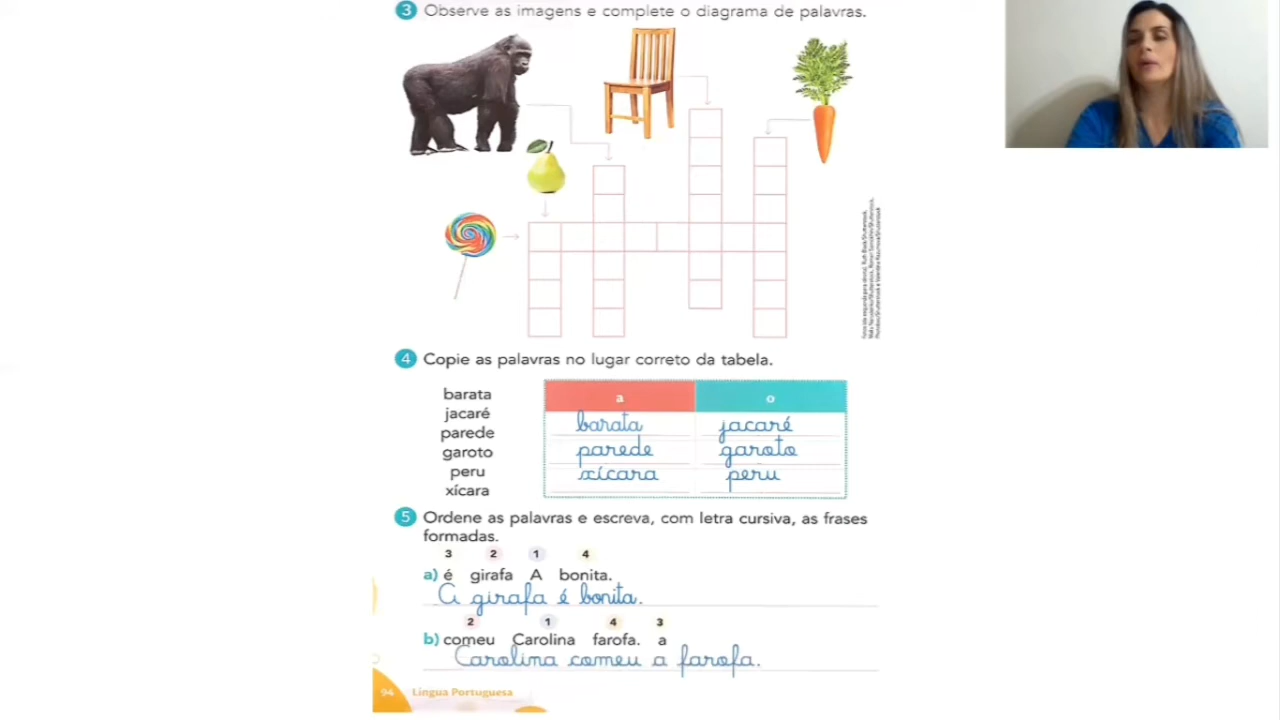 3 Observe as imagens e complete o diagrama de palavras.
4 Copie as palavras no lugar correto da tabela.
barata
jacaré
parede
garoto
peru
xícara
a o
barata jacaré
parede garoto
xícara peru
5 Ordene as palavras e escreva, com letra cursiva, as frases
formadas.
3 2 1 4
a) é girafa A bonita.
A girafa é bonita.
2 1 4 3
b) comeu Carolina farofa. a
Carolina comeu a farofa.
94 Língua Portuguesa